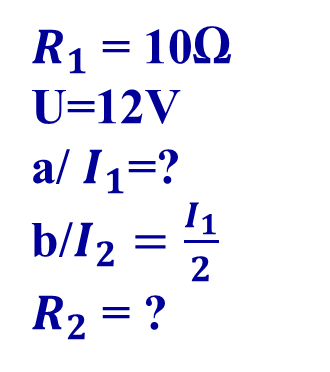 R₁ = 10Ω
U=12V
a/ I₁=?
b/I₂ = I₁/2
R₂ = ?